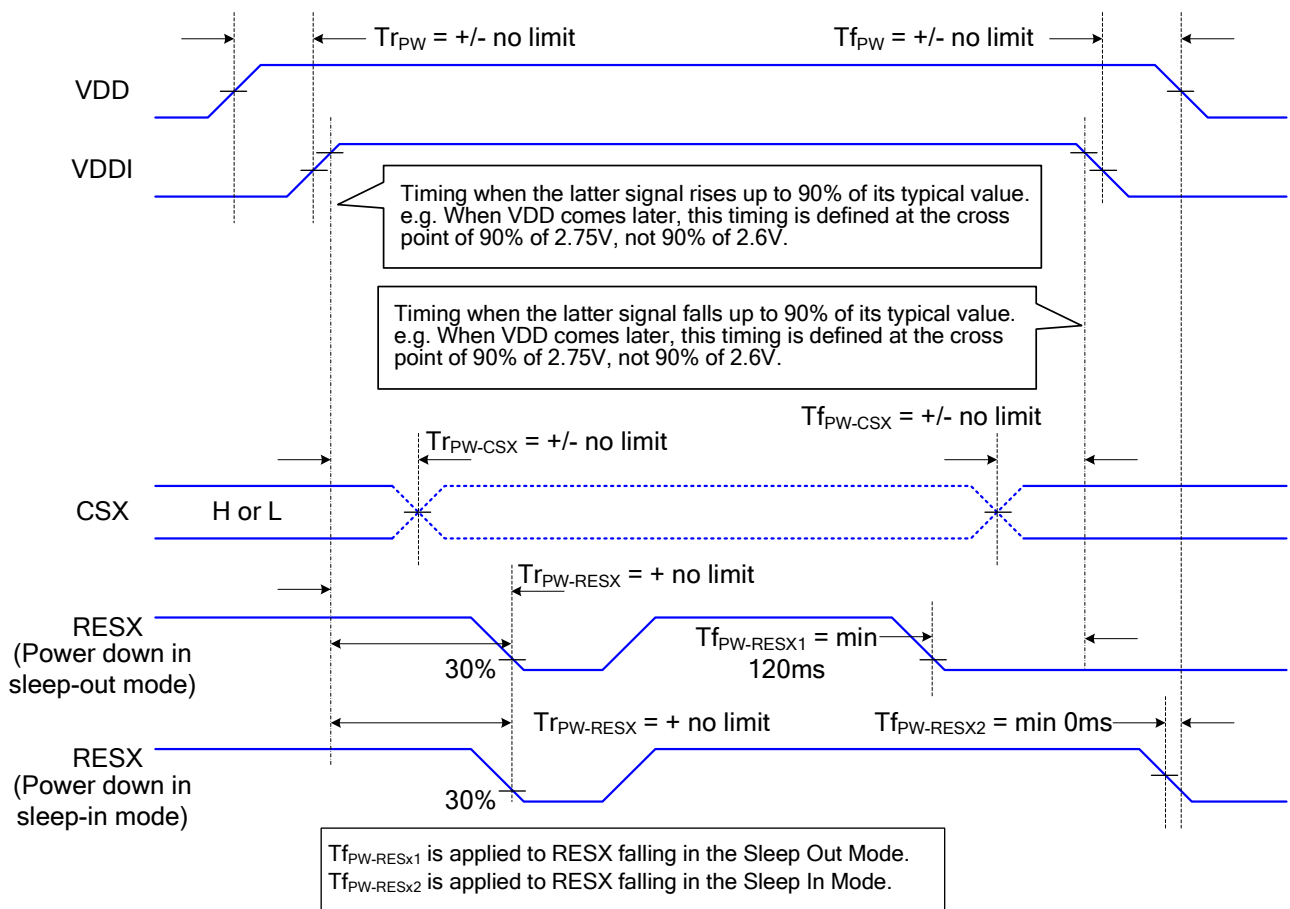 Tr_PW = +/- no limit
Tf_PW = +/- no limit
VDD
VDDI
Timing when the latter signal rises up to 90% of its typical value.
e.g. When VDD comes later, this timing is defined at the cross
point of 90% of 2.75V, not 90% of 2.6V.
Timing when the latter signal falls up to 90% of its typical value.
e.g. When VDD comes later, this timing is defined at the cross
point of 90% of 2.75V, not 90% of 2.6V.
Tf_PW-CSX = +/- no limit
Tr_PW-CSX = +/- no limit
CSX
H or L
Tr_PW-RESX = + no limit
RESX
(Power down in
sleep-out mode)
30%
Tf_PW-RESX1 = min
120ms
Tr_PW-RESX = + no limit
Tf_PW-RESX2 = min 0ms
RESX
(Power down in
sleep-in mode)
30%
Tf_PW-RESx1 is applied to RESX falling in the Sleep Out Mode.
Tf_PW-RESx2 is applied to RESX falling in the Sleep In Mode.